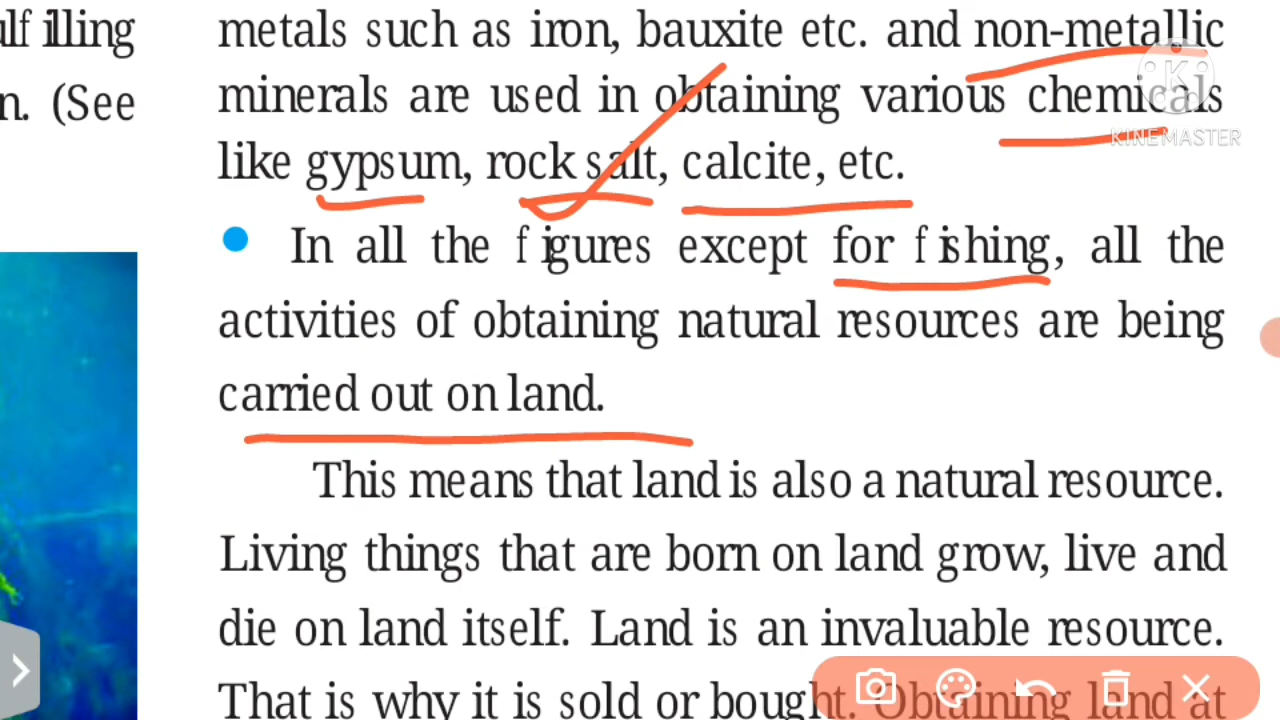 metals such as iron, bauxite etc. and non-metallic
minerals are used in obtaining various chemicals
like gypsum, rock salt, calcite, etc.
In all the figures except for fishing, all the
activities of obtaining natural resources are being
carried out on land.
This means that land is also a natural resource.
Living things that are born on land grow, live and
die on land itself. Land is an invaluable resource.
That is why it is sold or bought. Obtaining land at
illing
n. (See
K
KINEMASTER